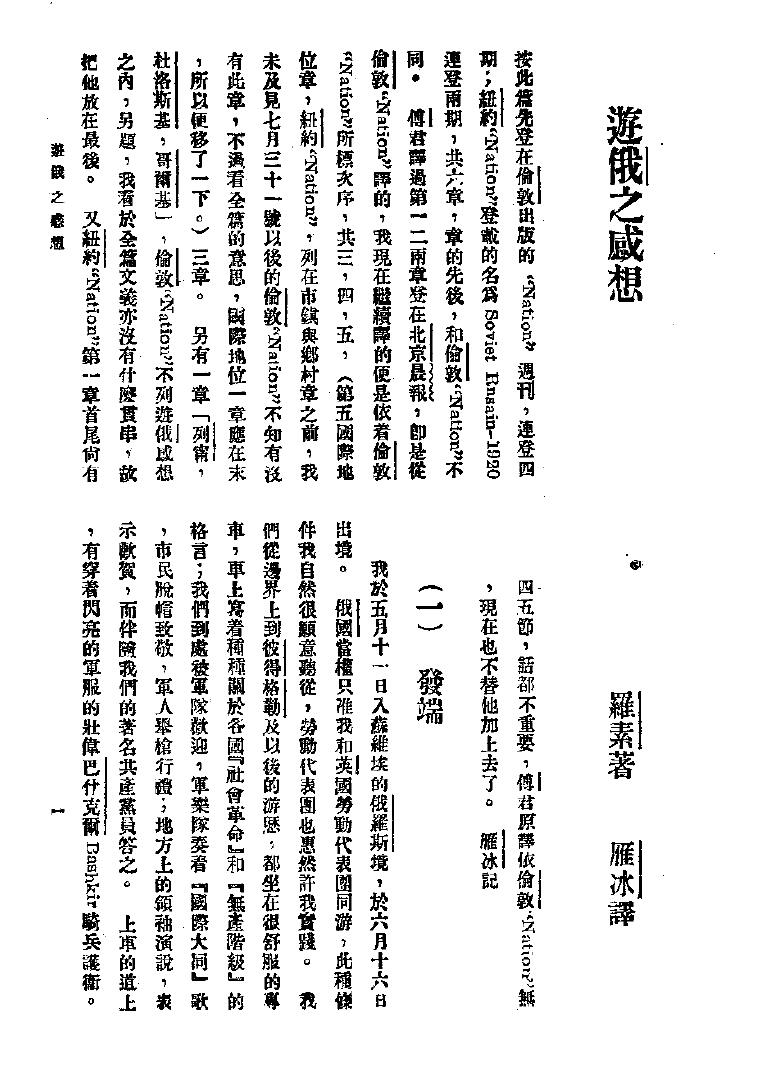 遊俄之感想
羅素著　雁冰譯
按此篇先登在倫敦出版的“Nation”週刊，連登四
期；紐約“Nation”登載的名爲Soviet Russain—1920
連登兩期，共六章，章的先後，和倫敦“Nation”不
同。　傅君譯過第一二兩章登在北京晨報，卽是從
倫敦“Nation”譯的，我現在繼續譯的便是依着倫敦
“Nation”所標次序，共三，四，五，（第五國際地
位章，紐約“Nation”，列在市鎮與鄉村章之前，我
未及見七月三十一號以後的倫敦“Nation”不知有沒
有此章，不過看全篇的意思，國際地位一章應在末
，所以便移了一下。）三章。　另有一章「列甯，
杜洛斯基，哥爾基」，倫敦“Nation”不列遊俄感想
之內，另題，我看於全篇文義亦沒有什麽貫串，故
把他放在最後。　又紐約“Nation”第一章首尾尚有
四五節，話都不重要，傅君原譯依倫敦“Nation”無
，現在也不替他加上去了。　雁冰記
（一）　發端
我於五月十一日入蘇維埃的俄羅斯境，於六月十六日
出境。　俄國當權只准我和英國勞動代表團同游，此種條
件我自然很願意聽從，勞動代表團也惠然許我實踐。　我
們從邊界上到彼得格勒及以後的游歷，都坐在很舒服的專
車，車上寫着種種關於各國『社會革命』和『無產階級』的
格言；我們到處被軍隊歡迎，軍樂隊奏着『國際大同』歌
，市民脫帽致敬，軍人舉槍行禮；地方上的領袖演說，表
示歡賀，而伴隨我們的著名共產黨員答之。　上車的道上
，有穿着閃亮的軍服的壯偉巴什克爾Bashkir騎兵護衛。
遊俄之感想
一